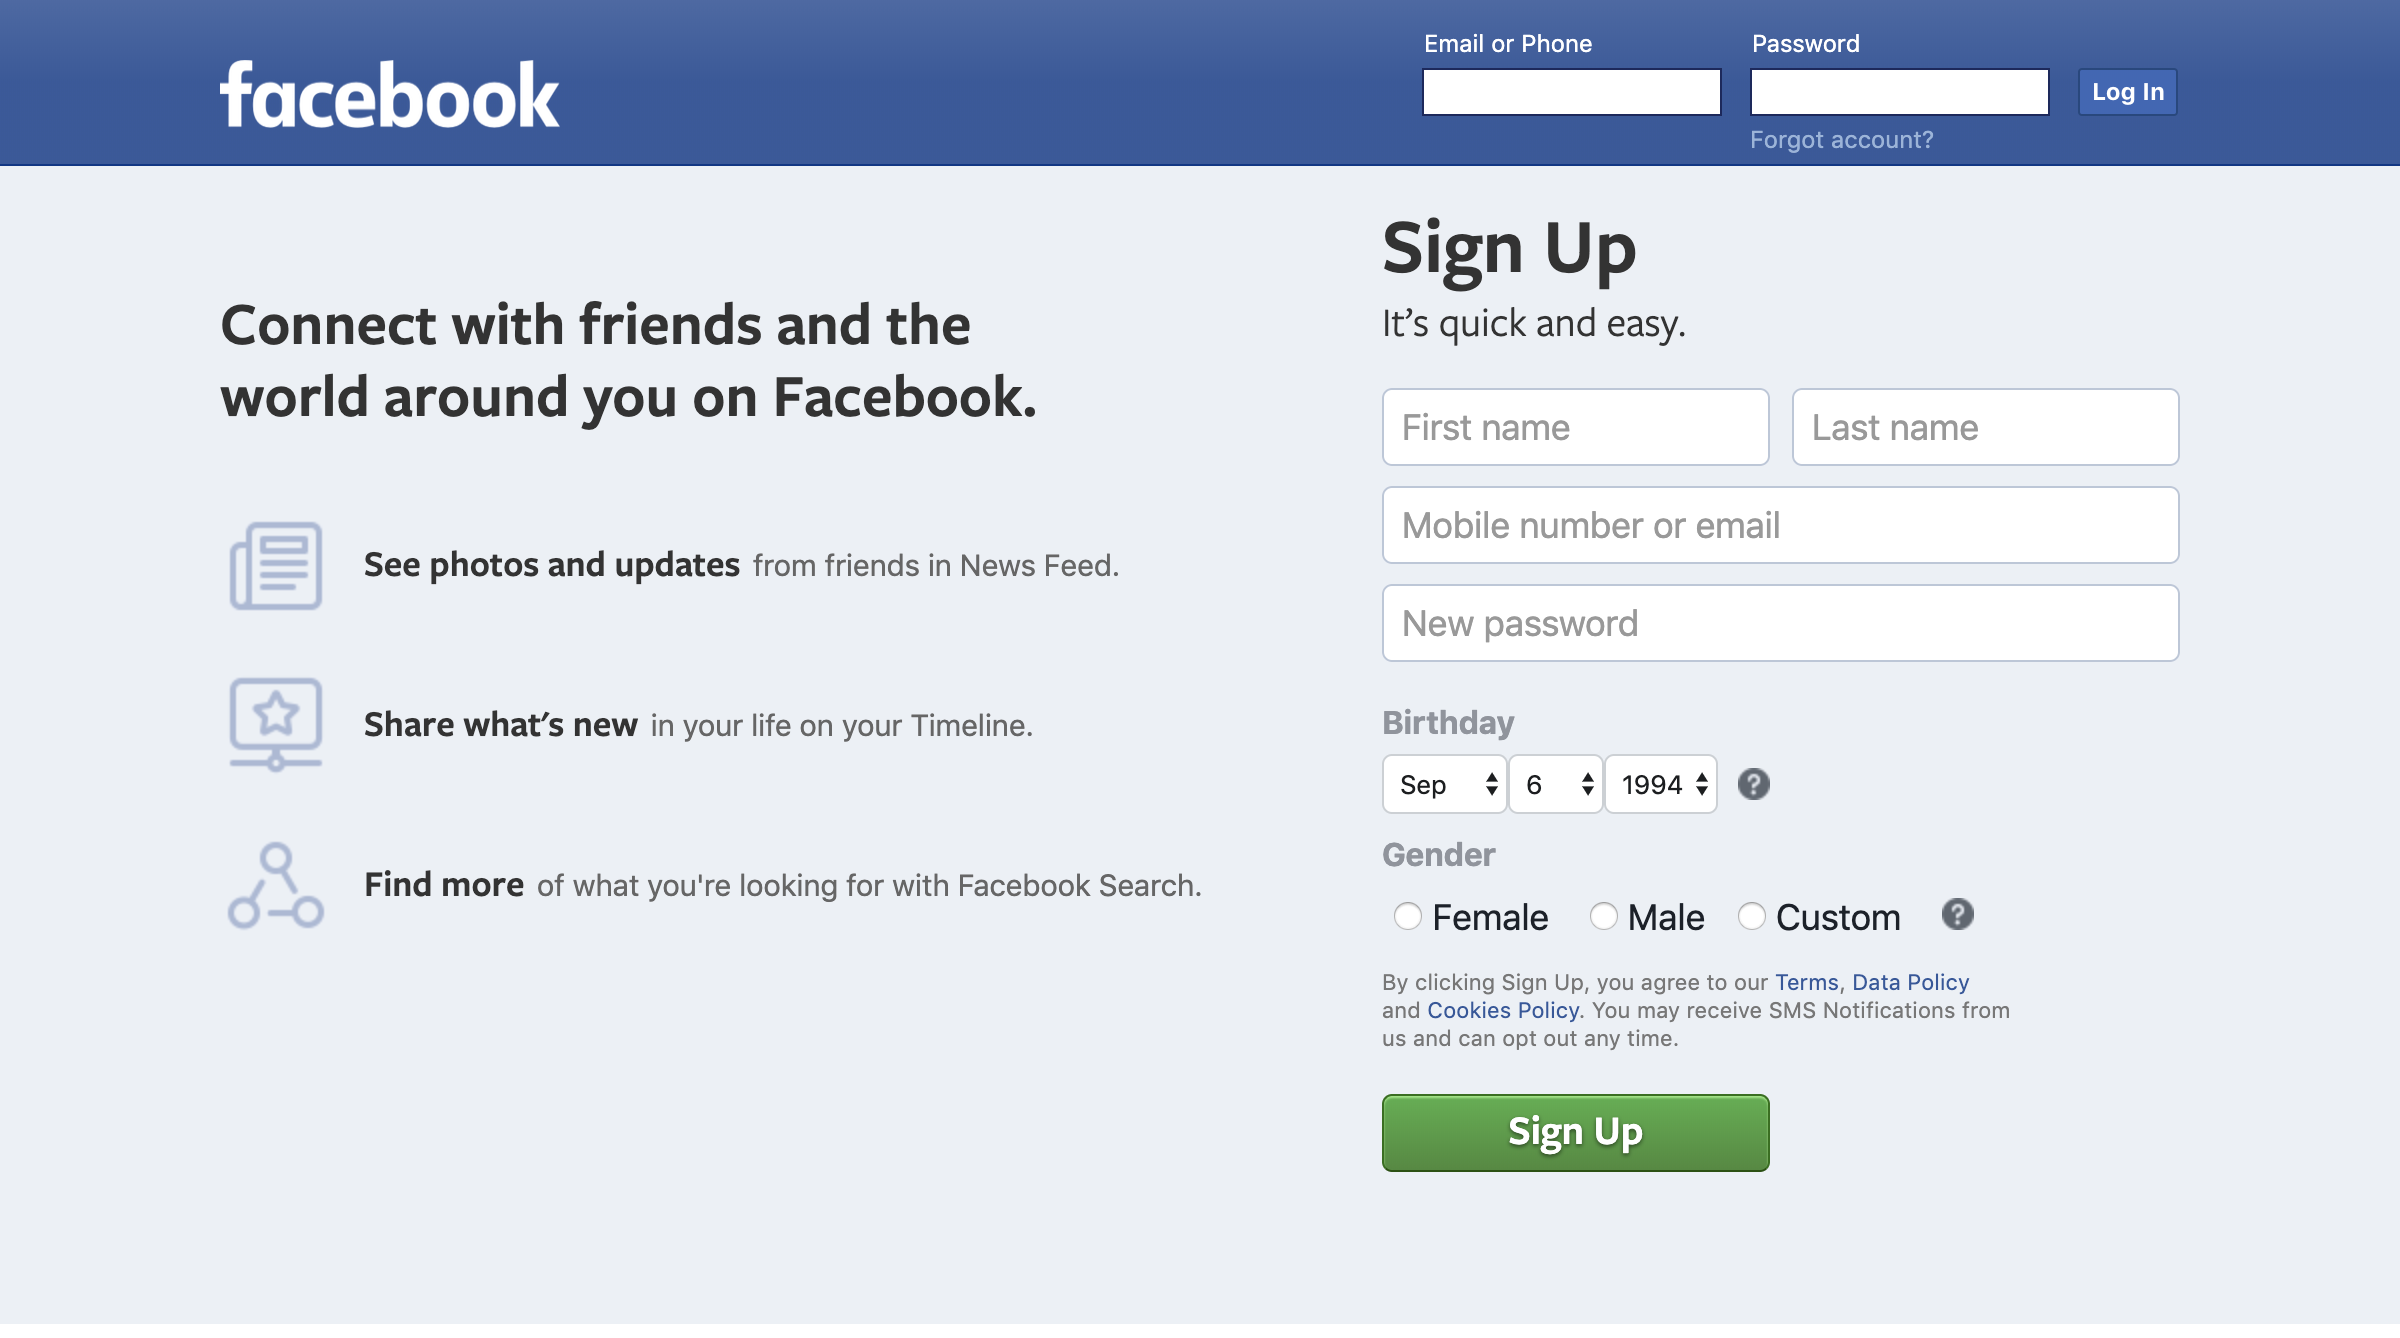 facebook
Email or Phone
Password
Log In
Forgot account?
Connect with friends and the
world around you on Facebook.
See photos and updates from friends in News Feed.
Share what's new in your life on your Timeline.
Find more of what you're looking for with Facebook Search.
Sign Up
It's quick and easy.
First name
Last name
Mobile number or email
New password
Birthday
Sep 6 1994 ?
Gender
Female Male Custom ?
By clicking Sign Up, you agree to our Terms, Data Policy
and Cookies Policy. You may receive SMS Notifications from
us and can opt out any time.
Sign Up